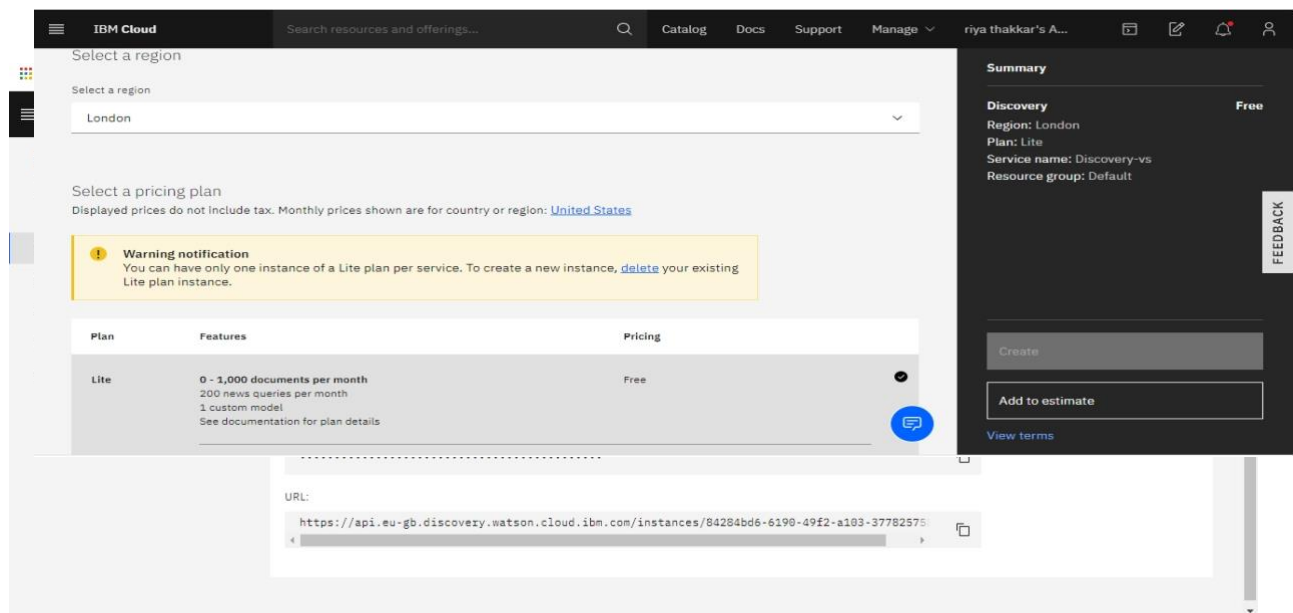 IBM Cloud Search resources and offerings... Catalog Docs Support Manage riya thakkar's A...
Select a region
Select a region
London
Select a pricing plan
Displayed prices do not include tax. Monthly prices shown are for country or region: United States
Warning notification
You can have only one instance of a Lite plan per service. To create a new instance, delete your existing
Lite plan instance.
Plan Features Pricing
Lite 0 - 1,000 documents per month Free
200 news queries per month
1 custom model
See documentation for plan details
Summary
Discovery Free
Region: London
Plan: Lite
Service name: Discovery-vs
Resource group: Default
FEEDBACK
Create
Add to estimate
View terms
URL:
https://api.eu-gb.discovery.watson.cloud.ibm.com/instances/84284bd6-6190-49f2-a103-37782575